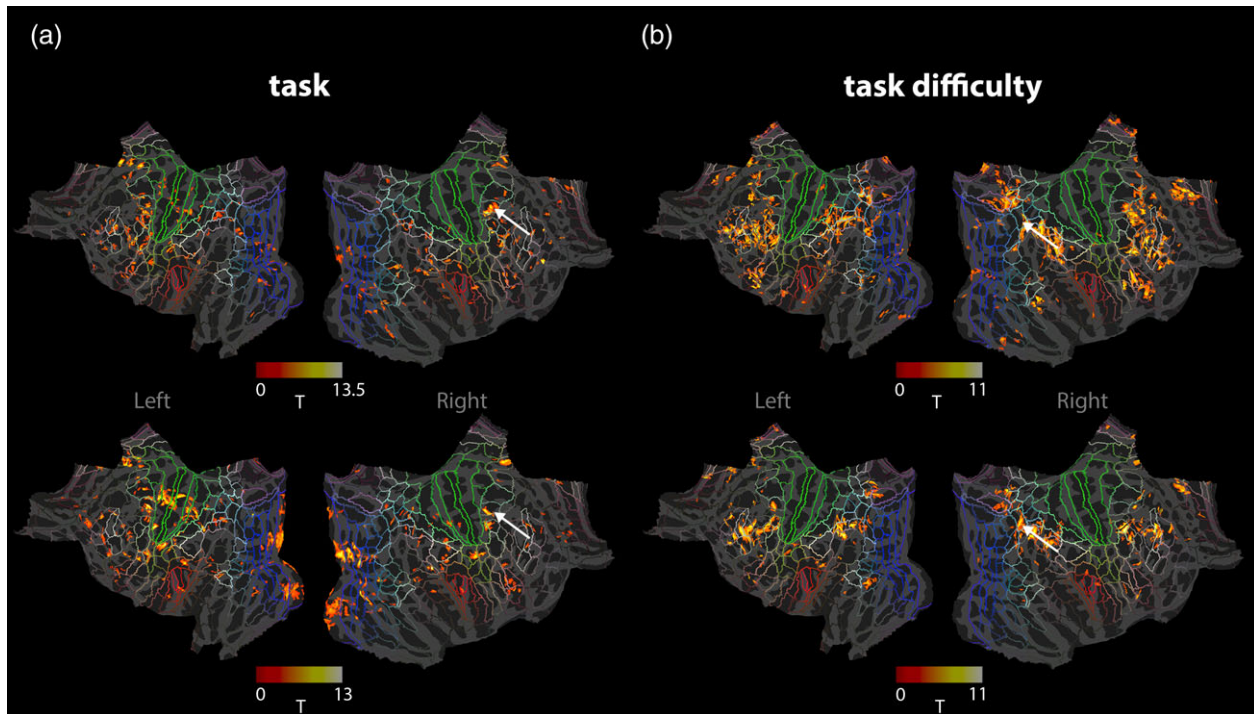 (a)
(b)
task
task difficulty
0 13.5
T
0 11
T
Left Right
Left Right
0 13
T
0 11
T